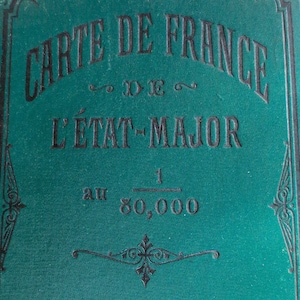 CARTE DE FRANCE
DE
L'ÉTAT-MAJOR
au 1/80,000